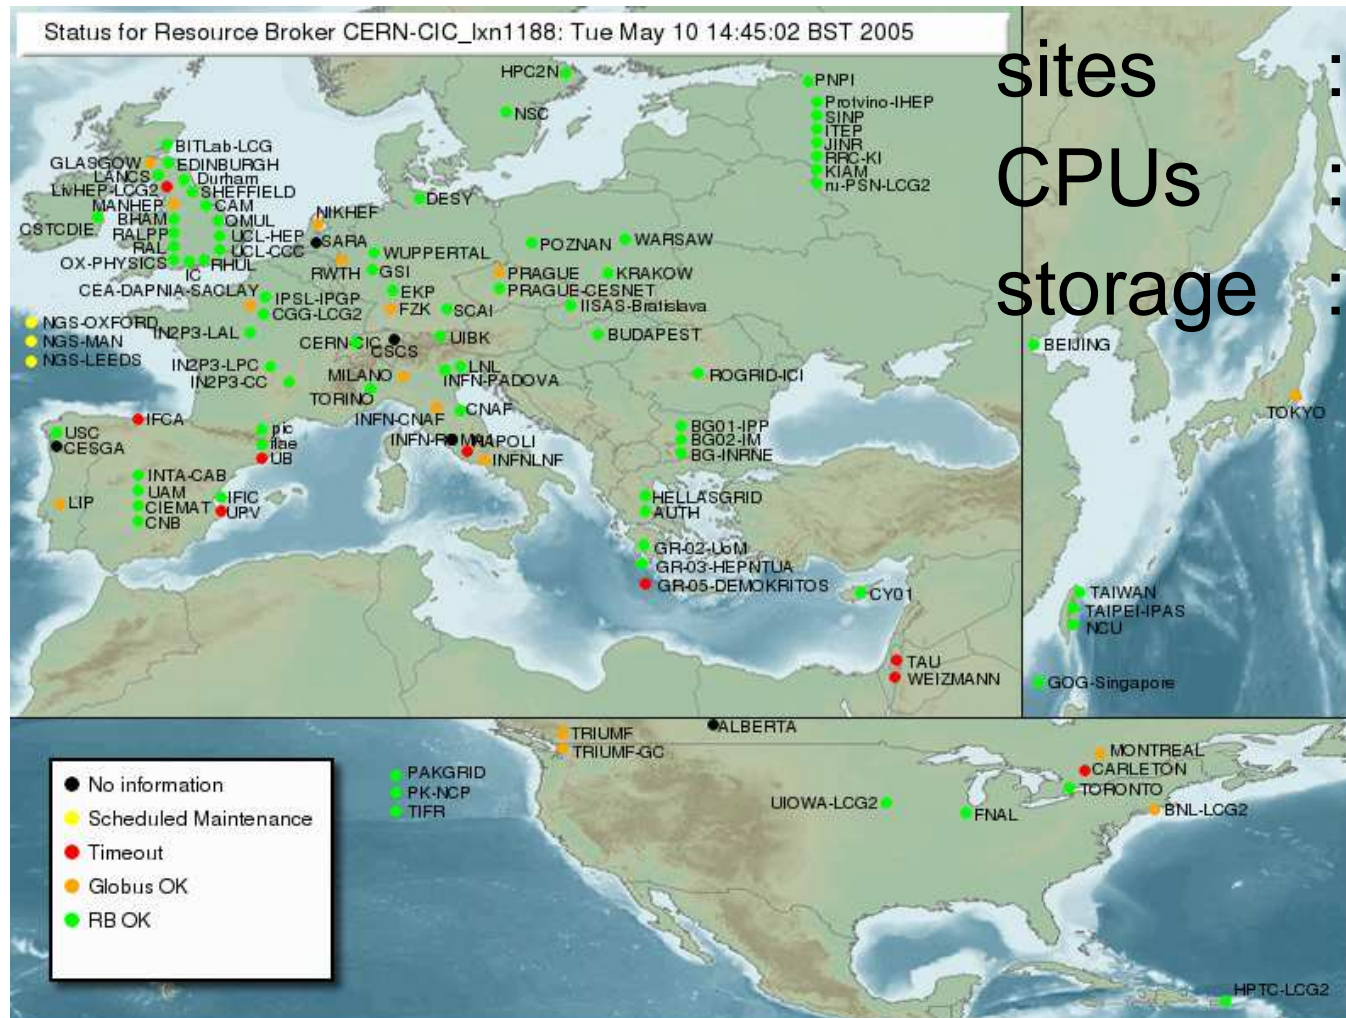 Status for Resource Broker CERN-CIC_lxn1188: Tue May 10 14:45:02 BST 2005
sites :
CPUs :
storage :
HPC2N
NSC
PNPI
Protvino-IHEP
SINP
ITEP
JINR
RRC-KI
KIAM
ru-PSN-LCG2
BITLab-LCG
GLASGOW
EDINBURGH
LANCS
Durham
LivHEP-LCG2
SHEFFIELD
MANHEP
CAM
CSTCDIE
BHAM
QMUL
RALPP
UCL-HEP
RAL
UCL-CCC
OX-PHYSICS
IC
RHUL
DESY
NIKHEF
SARA
RWTH
WUPPERTAL
GSI
POZNAN
WARSAW
PRAGUE
KRAKOW
PRAGUE-CESNET
EKP
FZK
SCAI
IISAS-Bratislava
BUDAPEST
CEA-DAPNIA-SACLAY
IPSL-IPGP
CGG-LCG2
NGS-OXFORD
NGS-MAN
NGS-LEEDS
IN2P3-LAL
CERN-CIC
CSCS
UIBK
IN2P3-LPC
IN2P3-CC
MILANO
LNL
INFN-PADOVA
TORINO
ROGRID-ICI
INFN-CNAF
CNAF
IFCA
USC
CESGA
pic
ifae
UB
INFN-ROMA1
NAPOLI
INFNLNF
BG01-IPP
BG02-IM
BG-INRNE
INTA-CAB
UAM
IFIC
LIP
CIEMAT
UPV
CNB
HELLASGRID
AUTH
GR-02-UoM
GR-03-HEPNTUA
GR-05-DEMOKRITOS
CY01
TAU
WEIZMANN
BEIJING
TOKYO
TAIWAN
TAIPEI-IPAS
NCU
GOG-Singapore
TRIUMF
TRIUMF-GC
ALBERTA
MONTREAL
CARLETON
TORONTO
BNL-LCG2
UIOWA-LCG2
FNAL
PAKGRID
PK-NCP
TIFR
HPTC-LCG2
No information
Scheduled Maintenance
Timeout
Globus OK
RB OK